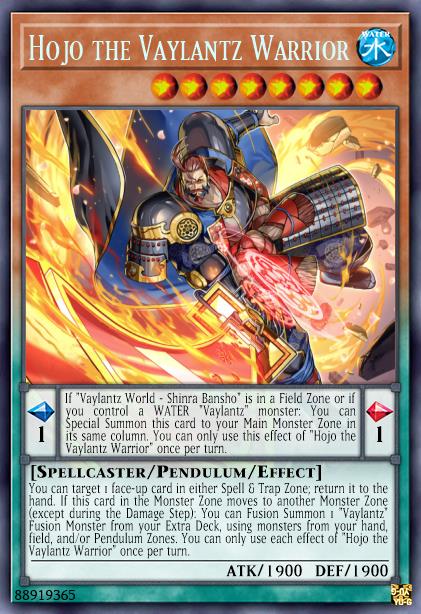 Hojo the Vaylantz Warrior
WATER
水
If "Vaylantz World - Shinra Bansho" is in a Field Zone or if
you control a WATER "Vaylantz" monster: You can
Special Summon this card to your Main Monster Zone in
its same column. You can only use this effect of "Hojo
the Vaylantz Warrior" once per turn.
1
1
[Spellcaster/Pendulum/Effect]
You can target 1 face-up card in either Spell & Trap Zone; return it to the
hand. If this card in the Monster Zone moves to another Monster Zone
(except during the Damage Step): You can Fusion Summon 1 "Vaylantz"
Fusion Monster from your Extra Deck, using monsters from your hand,
field, and/or Pendulum Zones. You can only use each effect of "Hojo the
Vaylantz Warrior" once per turn.
ATK/1900 DEF/1900
88919365